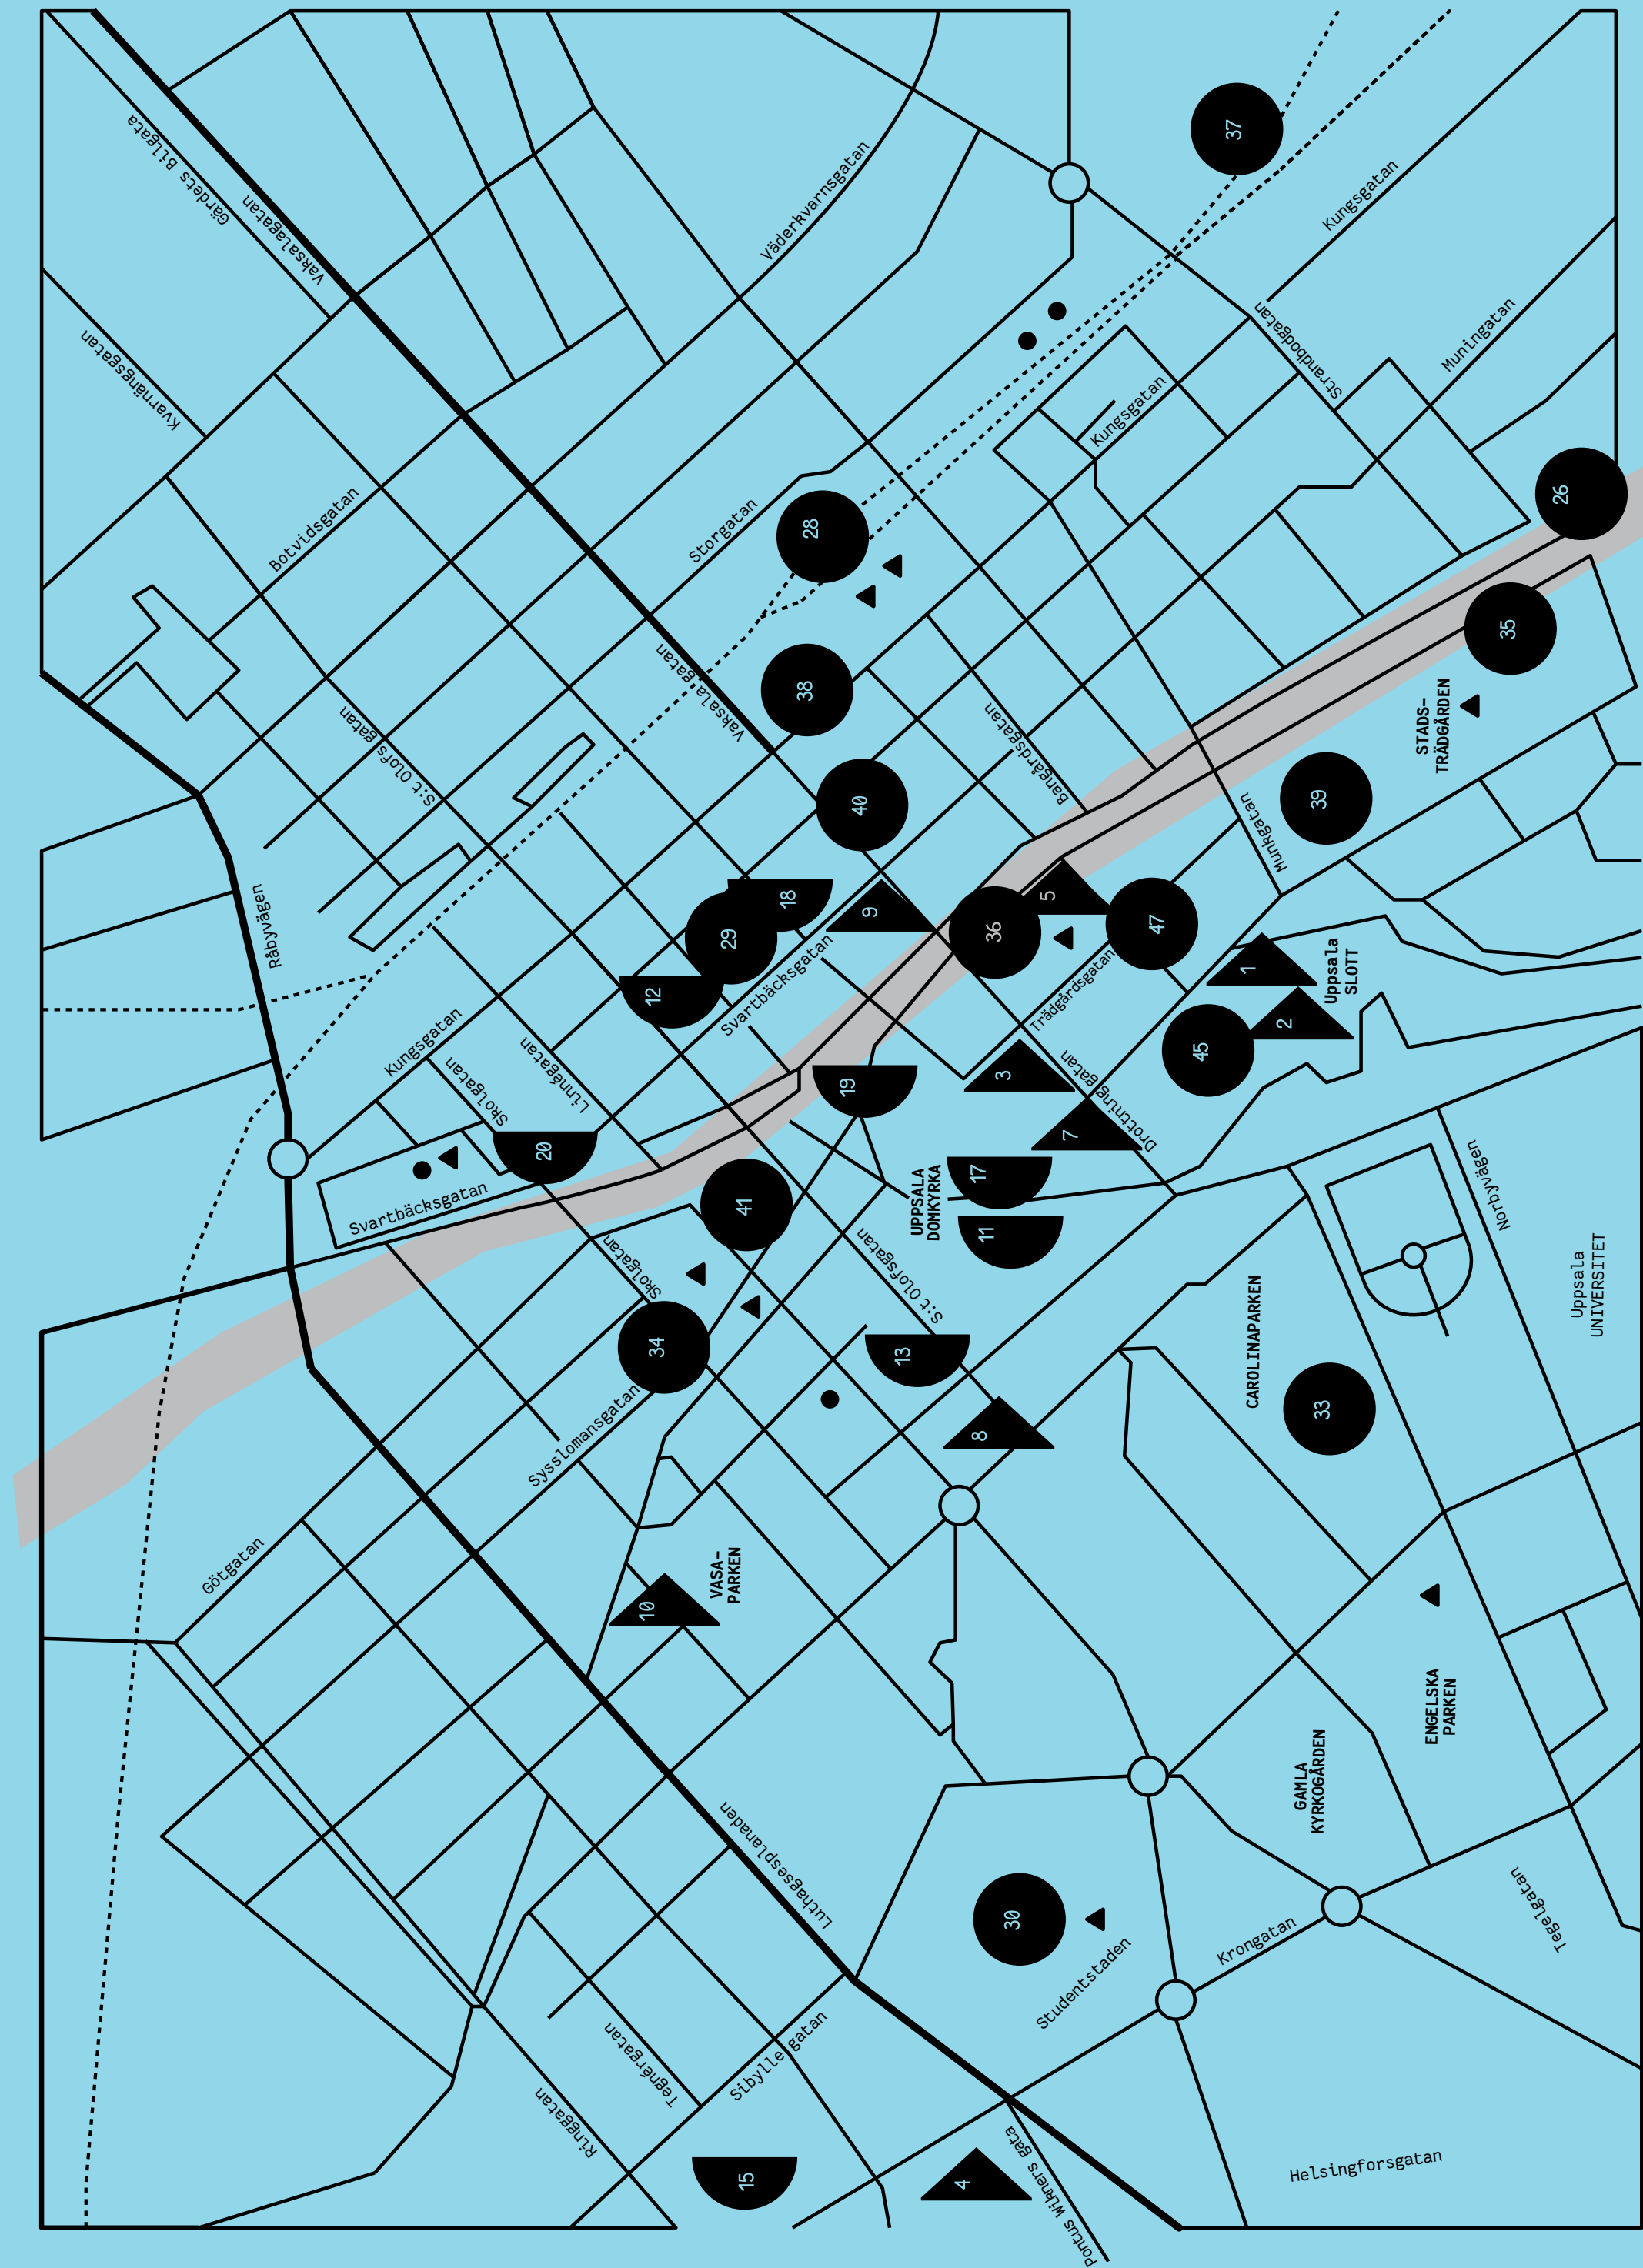 Gärdets Bilgata
Vaksalagatan
Kvarnängsgatan
Väderkvarnsgatan
37
Kungsgatan
Strandbodgatan
Muningatan
Botvidsgatan
Storgatan
28
Kungsgatan
26
S:t Olofsgatan
Vaksalagatan
38
Bangårdsgatan
35
STADS-
TRÄDGÅRDEN
40
39
Munkgatan
Råbyvägen
18
29
9
5
36
47
12
Svartbäcksgatan
Trädgårdsgatan
1
Uppsala
SLOTT
2
45
Kungsgatan
Skolgatan
Linnégatan
19
3
Drottninggatan
7
20
Svartbäcksgatan
41
17
UPPSALA
DOMKYRKA
11
Norbyvägen
Skolgatan
S:t Olofsgatan
34
13
CAROLINAPARKEN
Uppsala
UNIVERSITET
33
8
Sysslomansgatan
Götgatan
10
VASA-
PARKEN
ENGELSKA
PARKEN
GAMLA
KYRKOGÅRDEN
Luthagsesplanaden
30
Studentstaden
Krongatan
Tegelgatan
Tegnérgatan
Sibyllegatan
Ringgatan
15
4
Pontus Wikners gata
Helsingforsgatan